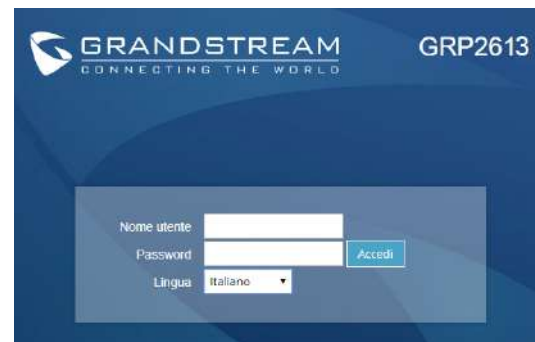 GRANDSTREAM
CONNECTING THE WORLD
GRP2613
Nome utente
Password
Accedi
Lingua
Italiano